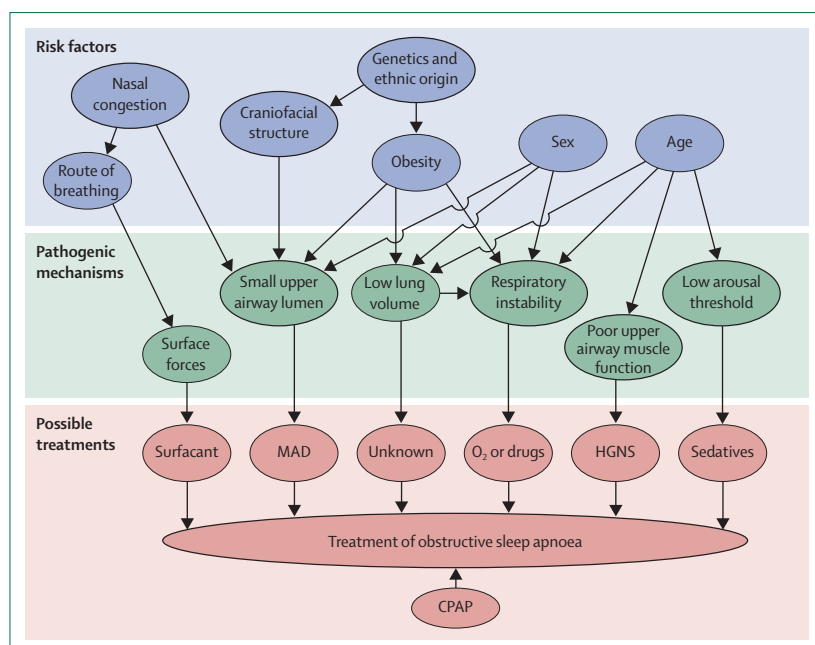 Risk factors
Nasal
congestion
Genetics and
ethnic origin
Craniofacial
structure
Sex
Age
Obesity
Route of
breathing
Pathogenic
mechanisms
Small upper
airway lumen
Low lung
volume
Respiratory
instability
Low arousal
threshold
Surface
forces
Poor upper
airway muscle
function
Possible
treatments
Surfacant
MAD
Unknown
O₂ or drugs
HGNS
Sedatives
Treatment of obstructive sleep apnoea
CPAP